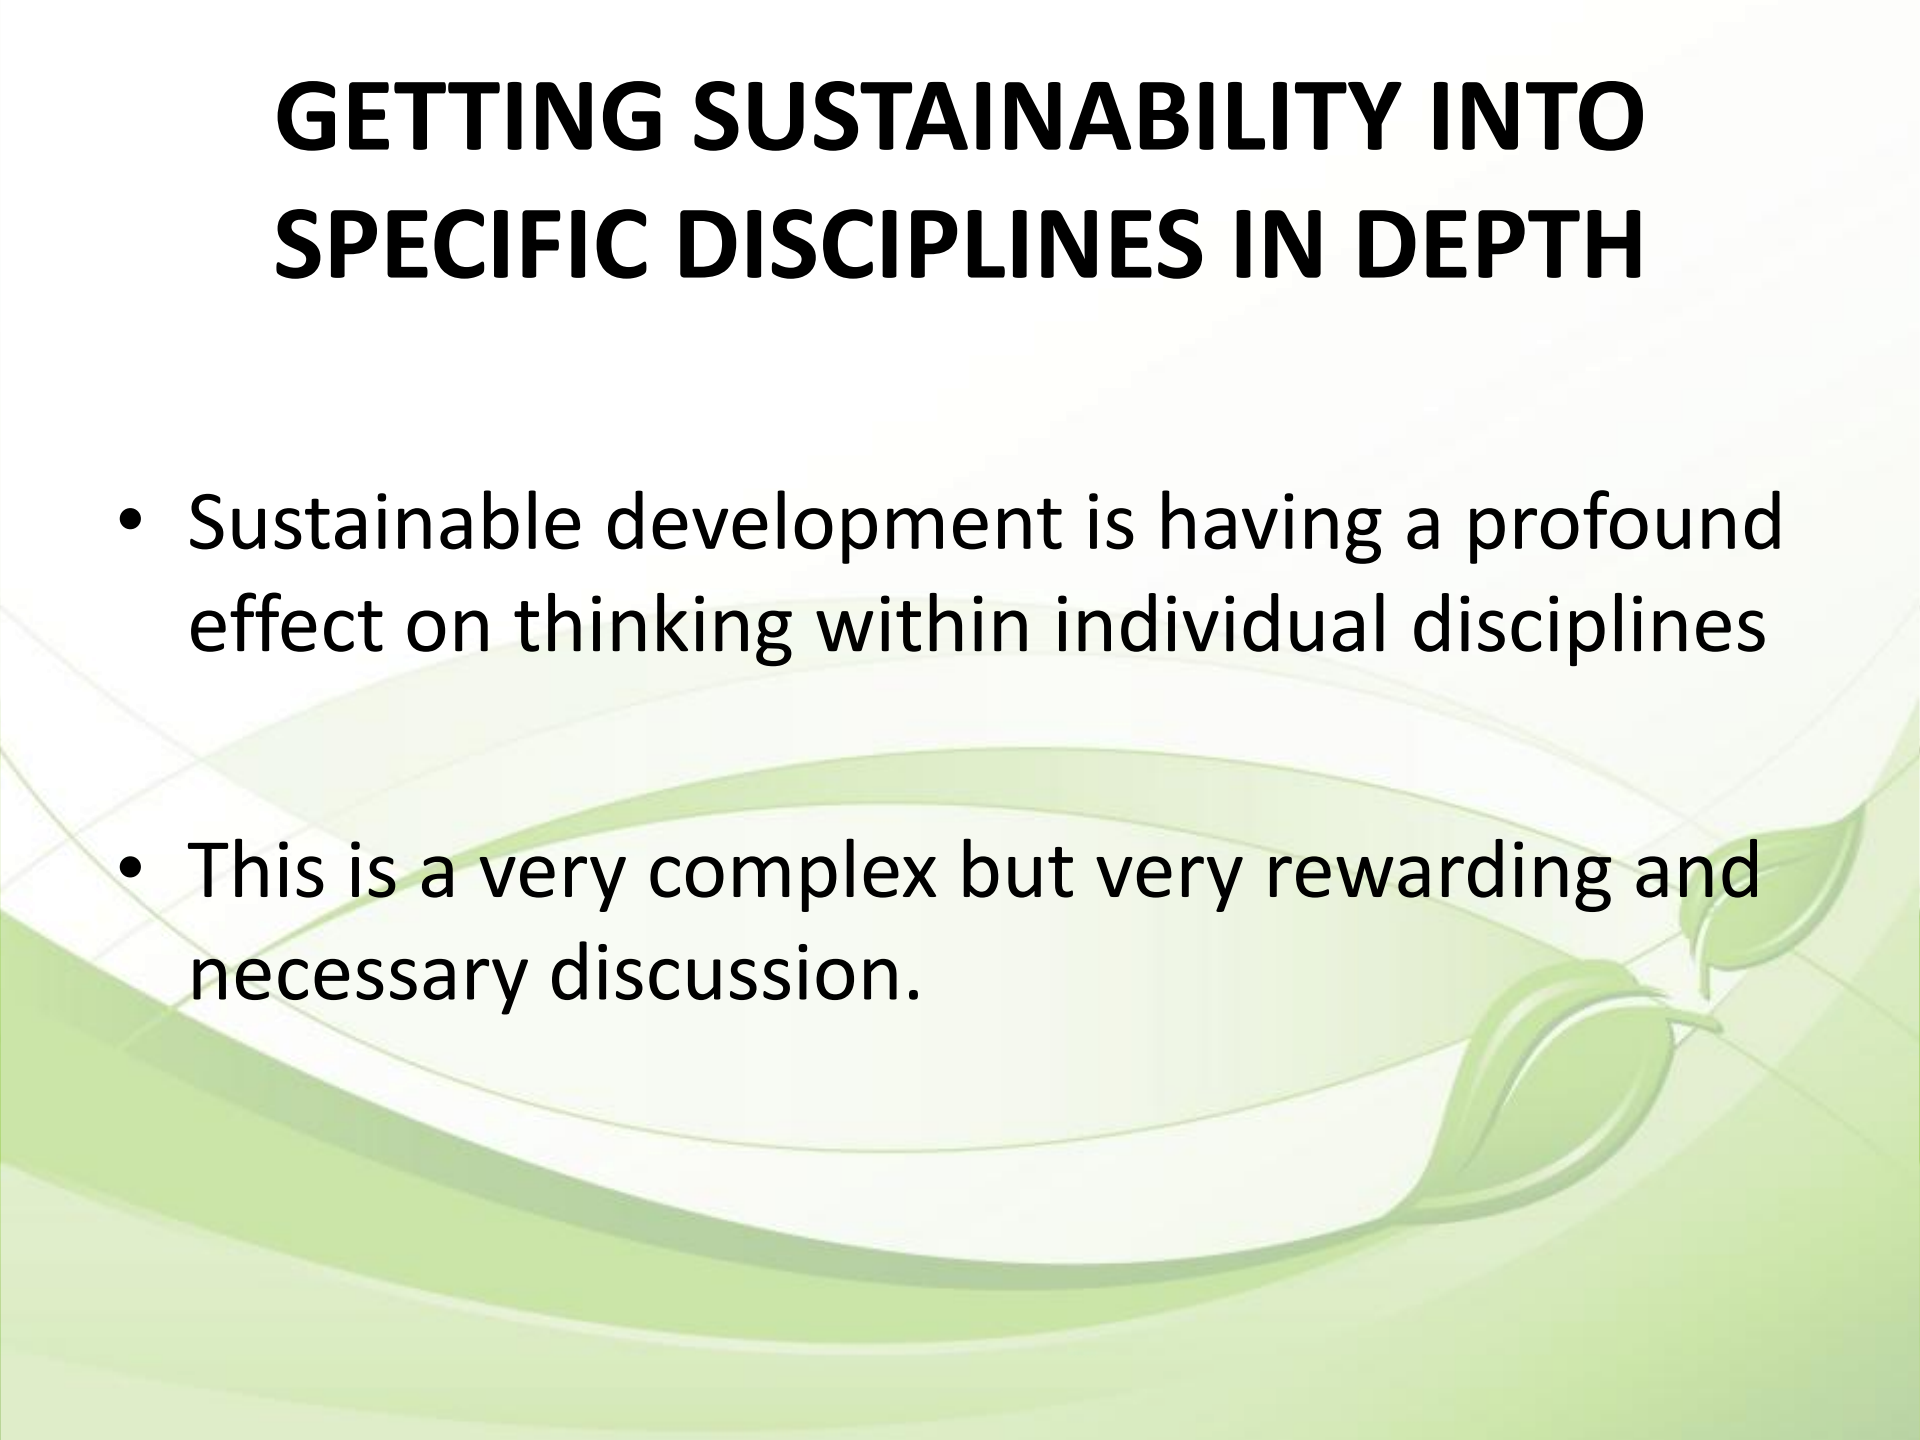 GETTING SUSTAINABILITY INTO
SPECIFIC DISCIPLINES IN DEPTH
• Sustainable development is having a profound
effect on thinking within individual disciplines
• This is a very complex but very rewarding and
necessary discussion.